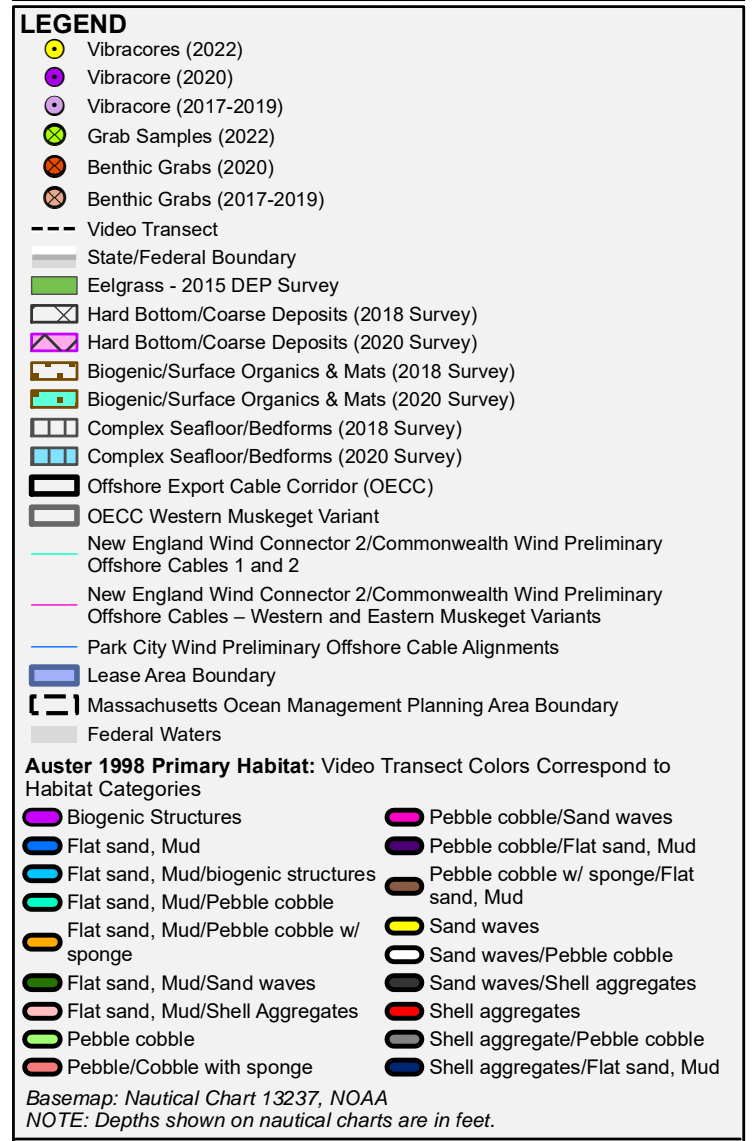 LEGEND
Vibracores (2022)
Vibracore (2020)
Vibracore (2017-2019)
Grab Samples (2022)
Benthic Grabs (2020)
Benthic Grabs (2017-2019)
Video Transect
State/Federal Boundary
Eelgrass - 2015 DEP Survey
Hard Bottom/Coarse Deposits (2018 Survey)
Hard Bottom/Coarse Deposits (2020 Survey)
Biogenic/Surface Organics & Mats (2018 Survey)
Biogenic/Surface Organics & Mats (2020 Survey)
Complex Seafloor/Bedforms (2018 Survey)
Complex Seafloor/Bedforms (2020 Survey)
Offshore Export Cable Corridor (OECC)
OECC Western Muskeget Variant
New England Wind Connector 2/Commonwealth Wind Preliminary
Offshore Cables 1 and 2
New England Wind Connector 2/Commonwealth Wind Preliminary
Offshore Cables – Western and Eastern Muskeget Variants
Park City Wind Preliminary Offshore Cable Alignments
Lease Area Boundary
Massachusetts Ocean Management Planning Area Boundary
Federal Waters
Auster 1998 Primary Habitat: Video Transect Colors Correspond to
Habitat Categories
Biogenic Structures
Flat sand, Mud
Flat sand, Mud/biogenic structures
Flat sand, Mud/Pebble cobble
Flat sand, Mud/Pebble cobble w/
sponge
Flat sand, Mud/Sand waves
Flat sand, Mud/Shell Aggregates
Pebble cobble
Pebble/Cobble with sponge
Pebble cobble/Sand waves
Pebble cobble/Flat sand, Mud
Pebble cobble w/ sponge/Flat
sand, Mud
Sand waves
Sand waves/Pebble cobble
Sand waves/Shell aggregates
Shell aggregates
Shell aggregate/Pebble cobble
Shell aggregates/Flat sand, Mud
Basemap: Nautical Chart 13237, NOAA
NOTE: Depths shown on nautical charts are in feet.